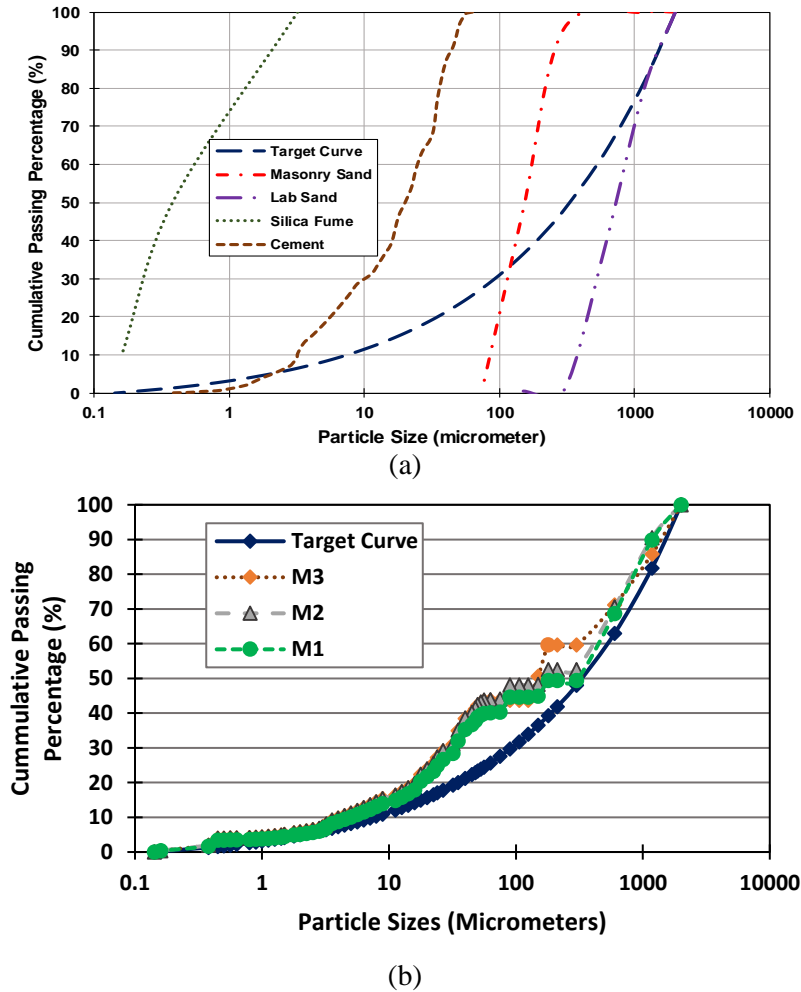 100
90
80
70
60
50
40
30
20
10
0
Cumulative Passing Percentage (%)
Target Curve
Masonry Sand
Lab Sand
Silica Fume
Cement
0.1 1 10 100 1000 10000
Particle Size (micrometer)
(a)
100
90
80
70
60
50
40
30
20
10
0
Cummulative Passing
Percentage (%)
Target Curve
M3
M2
M1
0.1 1 10 100 1000 10000
Particle Sizes (Micrometers)
(b)